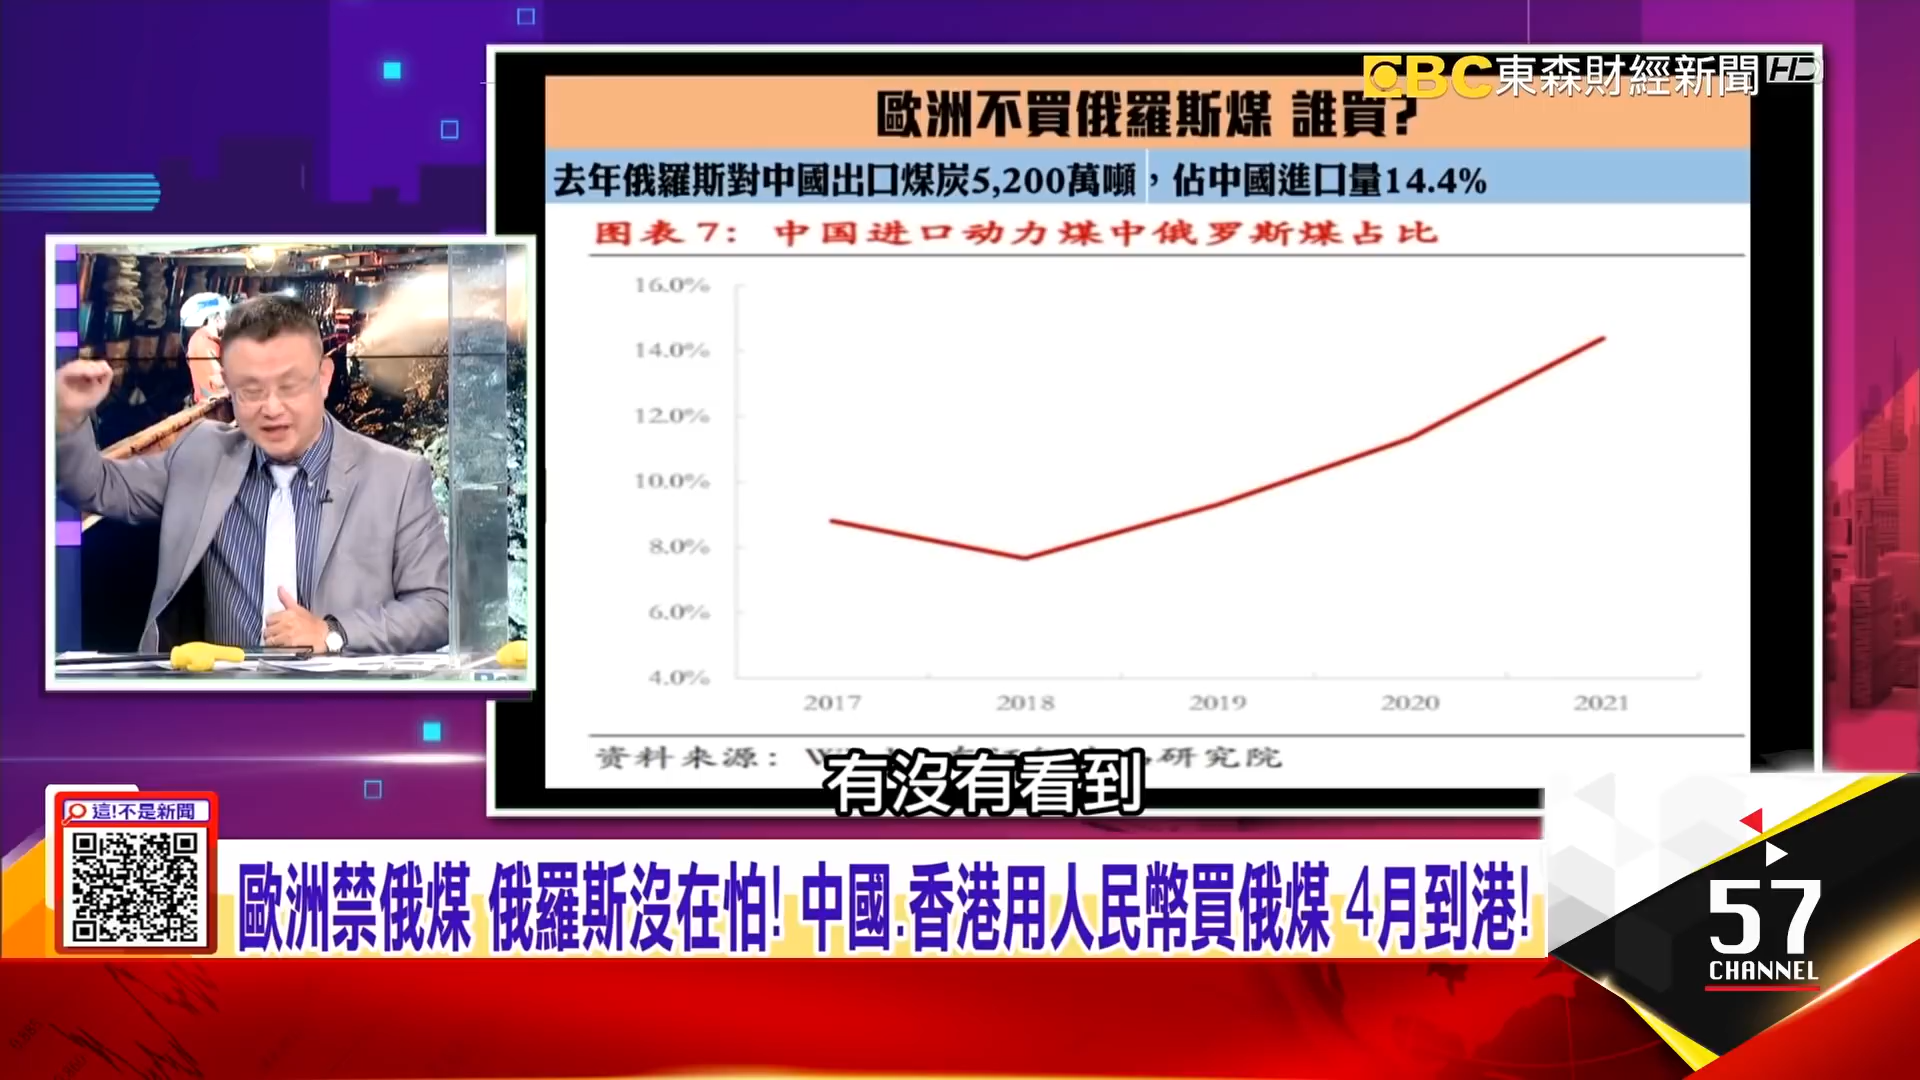 EBC東森財經新聞HD
歐洲不買俄羅斯煤 誰買?
去年俄羅斯對中國出口煤炭5,200萬噸，佔中國進口量14.4%
图表 7: 中国进口动力煤中俄罗斯煤占比
16.0%
14.0%
12.0%
10.0%
8.0%
6.0%
4.0%
2017 2018 2019 2020 2021
资料来源: 研究院
有沒有看到
這!不是新聞
歐洲禁俄煤 俄羅斯沒在怕! 中國.香港用人民幣買俄煤 4月到港!
57
CHANNEL